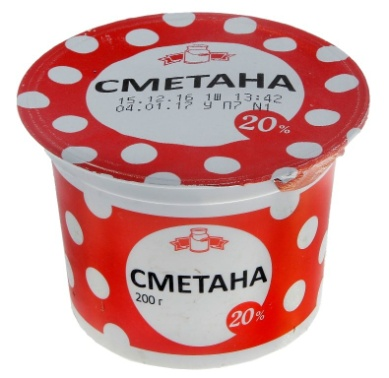 СМЕТАНА
15.12.16 1Ш 13:42
04.01.17 У П7 N1
20%
СМЕТАНА
200 г
20%